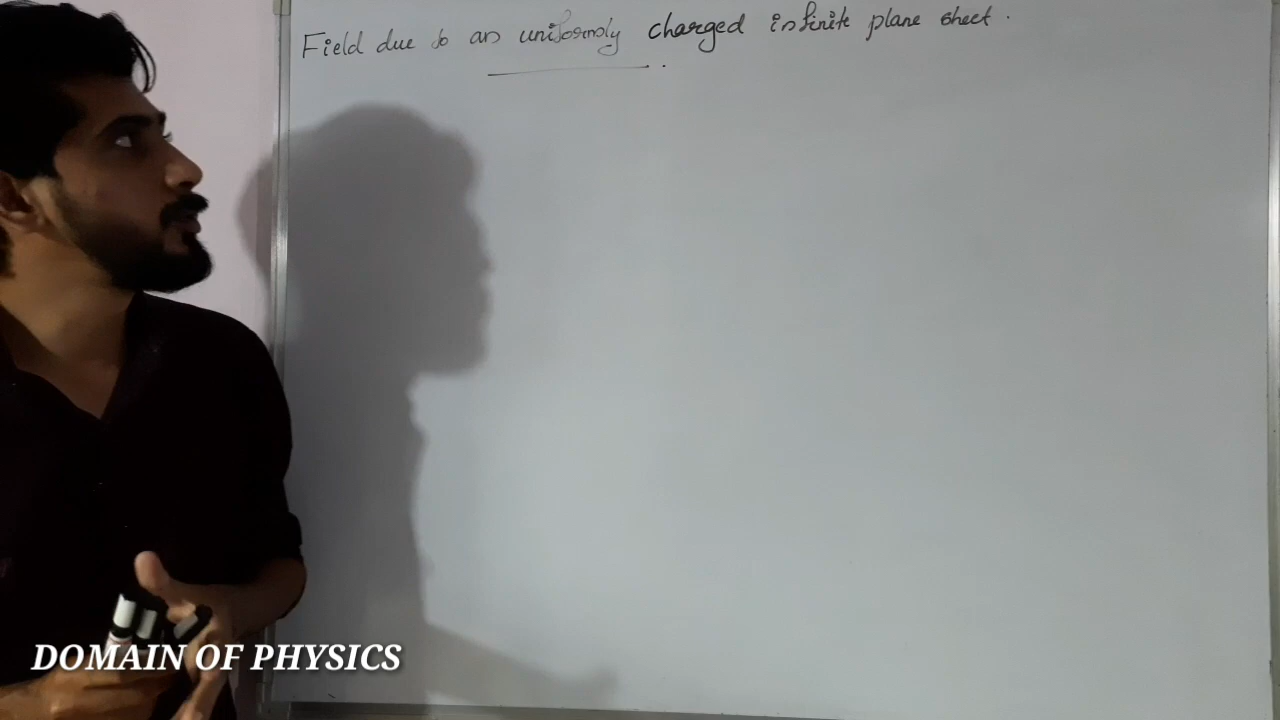 Field due to an uniformly charged infinite plane sheet.
DOMAIN OF PHYSICS